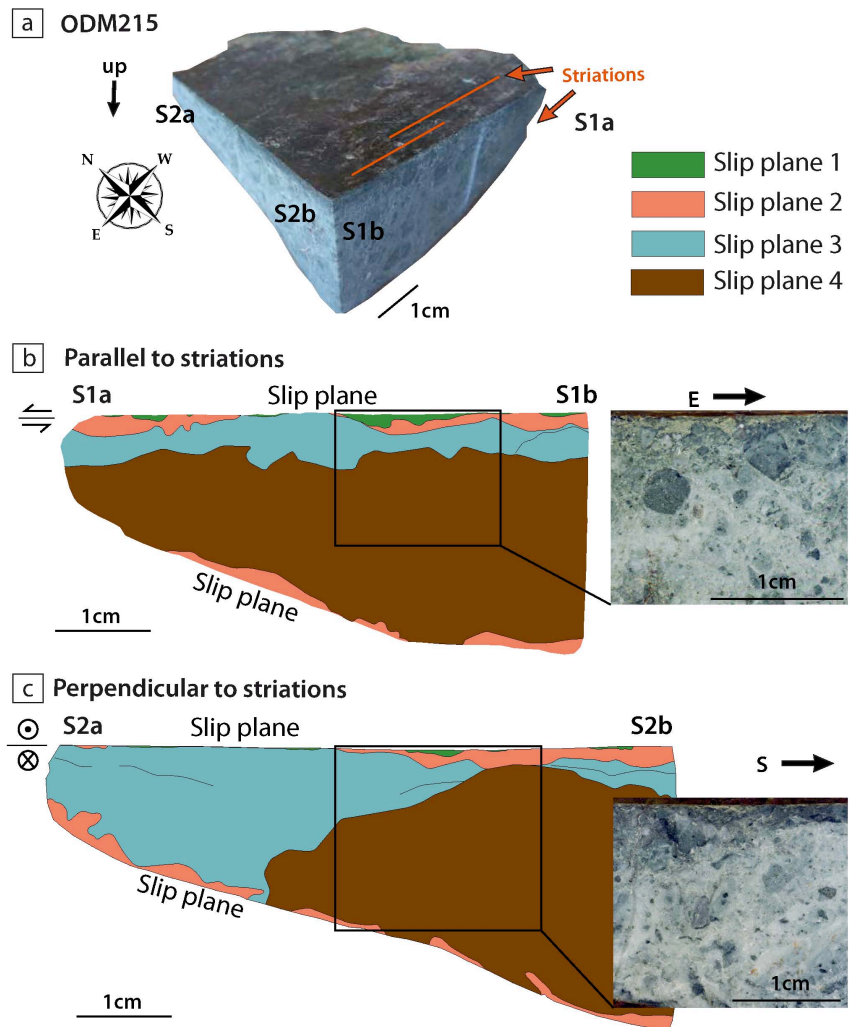 a ODM215
up
N W
E S
S2a
S2b
S1b
S1a
Striations
1cm
Slip plane 1
Slip plane 2
Slip plane 3
Slip plane 4
b Parallel to striations
S1a
Slip plane
S1b
E
Slip plane
1cm
1cm
c Perpendicular to striations
S2a
Slip plane
S2b
S
Slip plane
1cm
1cm